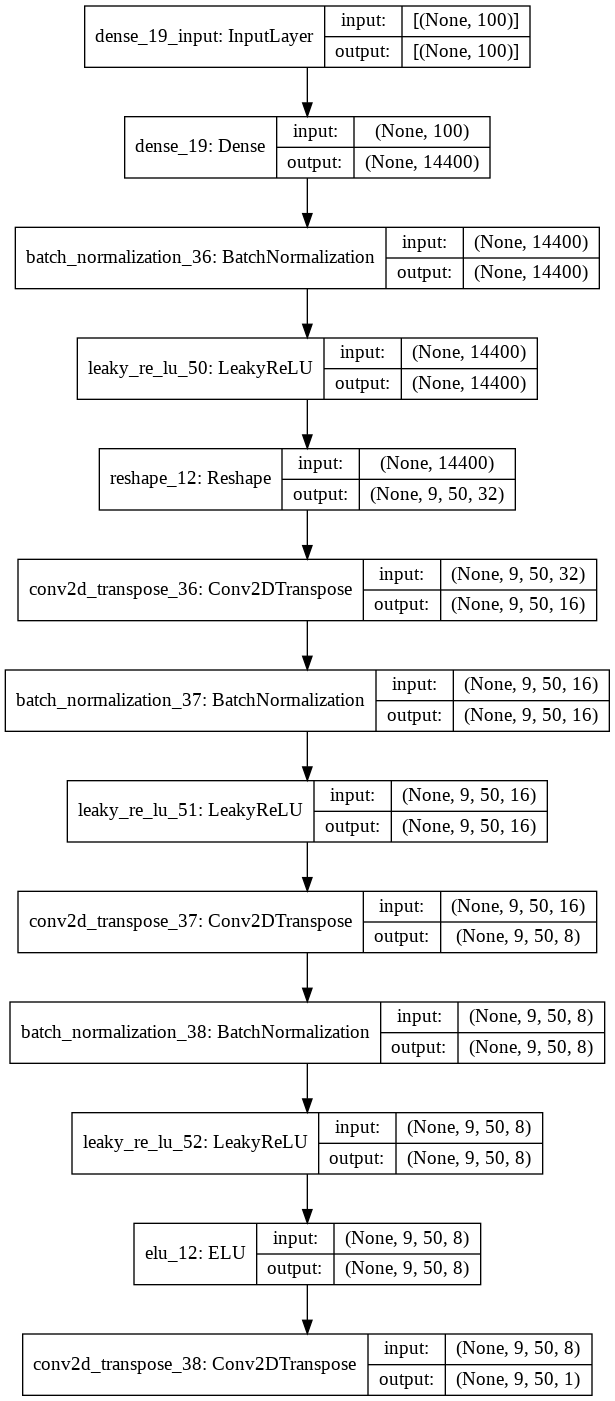 dense_19_input: InputLayer
input: [(None, 100)]
output: [(None, 100)]
dense_19: Dense
input: (None, 100)
output: (None, 14400)
batch_normalization_36: BatchNormalization
input: (None, 14400)
output: (None, 14400)
leaky_re_lu_50: LeakyReLU
input: (None, 14400)
output: (None, 14400)
reshape_12: Reshape
input: (None, 14400)
output: (None, 9, 50, 32)
conv2d_transpose_36: Conv2DTranspose
input: (None, 9, 50, 32)
output: (None, 9, 50, 16)
batch_normalization_37: BatchNormalization
input: (None, 9, 50, 16)
output: (None, 9, 50, 16)
leaky_re_lu_51: LeakyReLU
input: (None, 9, 50, 16)
output: (None, 9, 50, 16)
conv2d_transpose_37: Conv2DTranspose
input: (None, 9, 50, 16)
output: (None, 9, 50, 8)
batch_normalization_38: BatchNormalization
input: (None, 9, 50, 8)
output: (None, 9, 50, 8)
leaky_re_lu_52: LeakyReLU
input: (None, 9, 50, 8)
output: (None, 9, 50, 8)
elu_12: ELU
input: (None, 9, 50, 8)
output: (None, 9, 50, 8)
conv2d_transpose_38: Conv2DTranspose
input: (None, 9, 50, 8)
output: (None, 9, 50, 1)